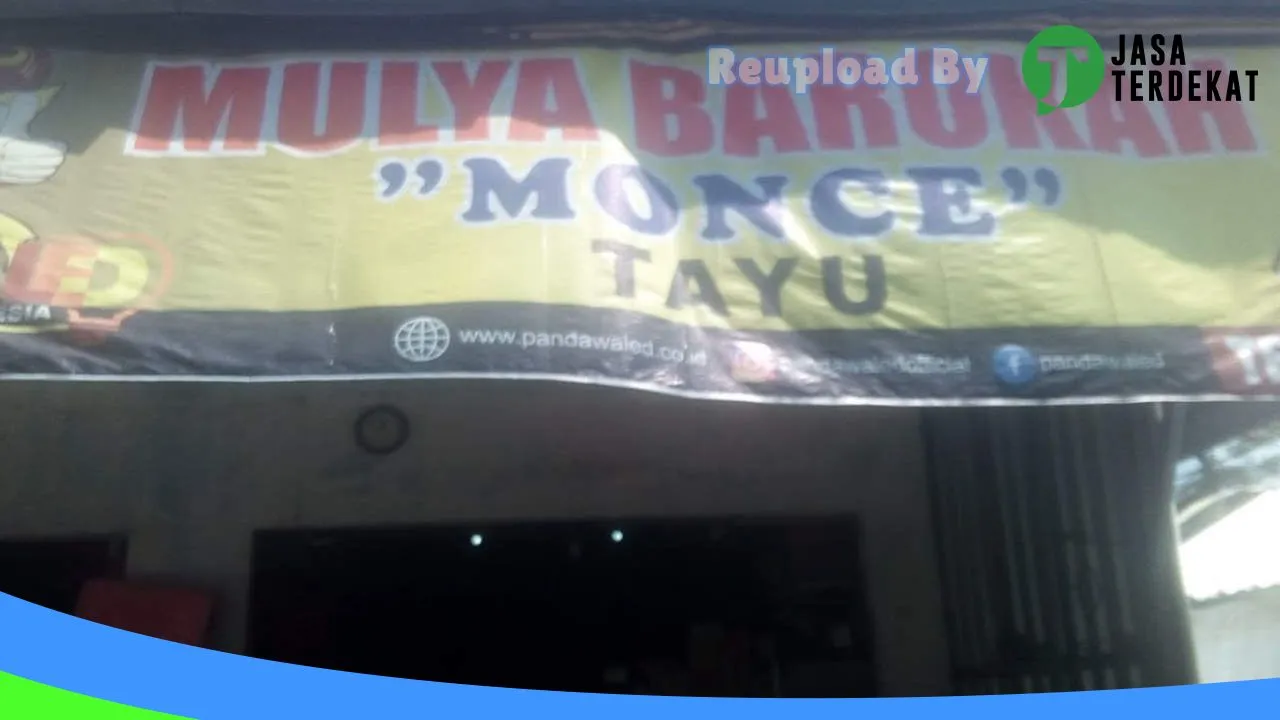 Reupload By
JASA
TERDEKAT
MULYA BAROKAH
”MONCE”
TAYU
www.pandawaled.co.id
pandawaled